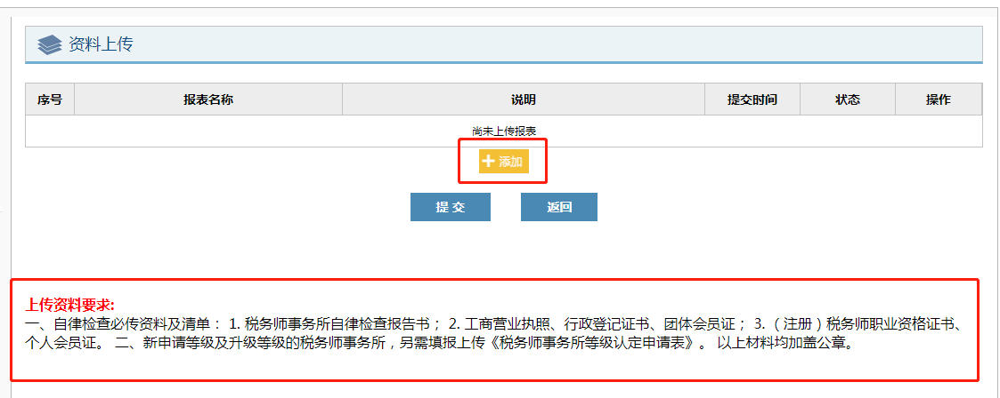 资料上传
序号 报表名称 说明 提交时间 状态 操作
尚未上传报表
添加
提 交 返回
上传资料要求:
一、自律检查必传资料及清单： 1. 税务师事务所自律检查报告书； 2. 工商营业执照、行政登记证书、团体会员证； 3.（注册）税务师职业资格证书、
个人会员证。 二、新申请等级及升级等级的税务师事务所，另需填报上传《税务师事务所等级认定申请表》。 以上材料均加盖公章。